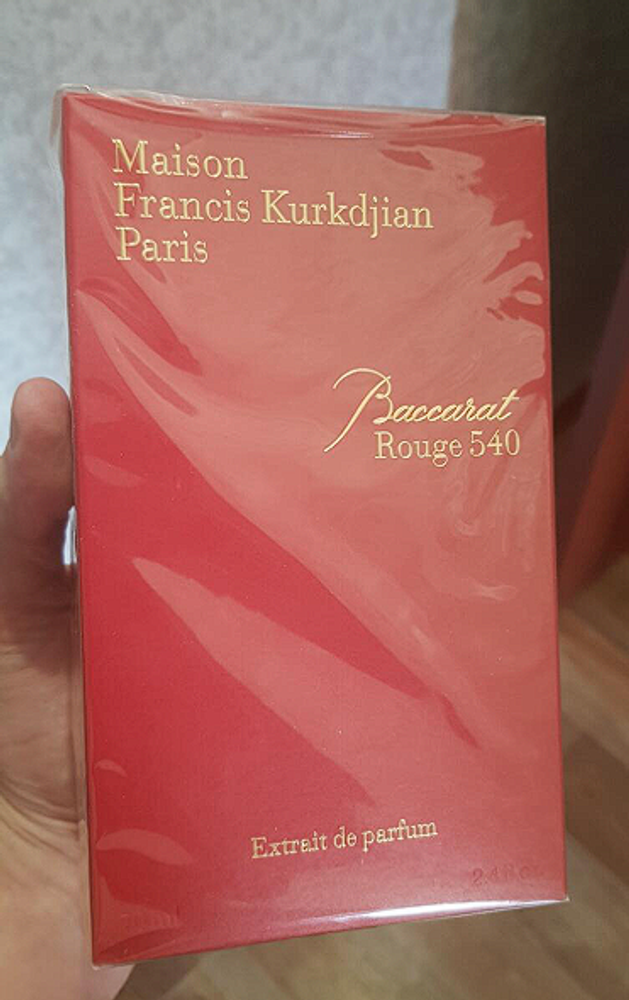 Maison
Francis Kurkdjian
Paris
Baccarat
Rouge 540
Extrait de parfum